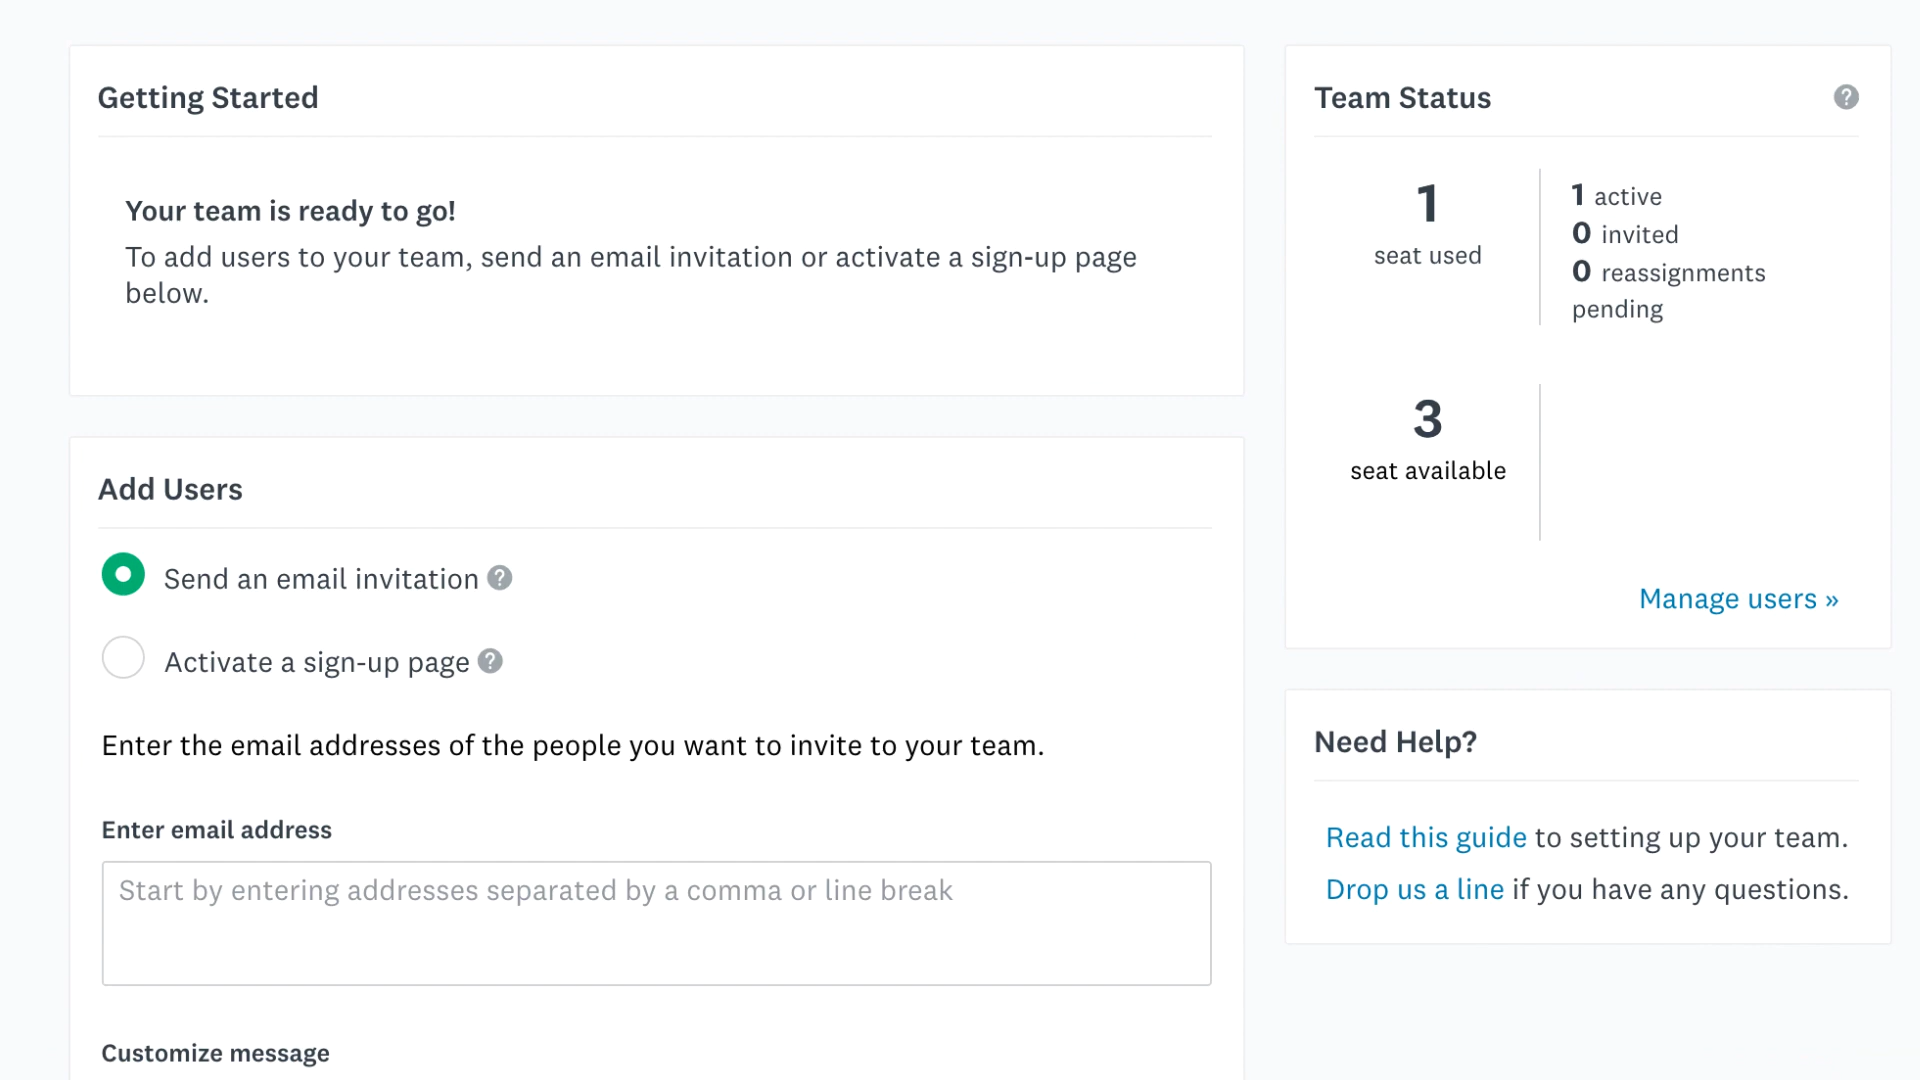 Getting Started
Your team is ready to go!
To add users to your team, send an email invitation or activate a sign-up page
below.
Add Users
Send an email invitation ?
Activate a sign-up page ?
Enter the email addresses of the people you want to invite to your team.
Enter email address
Start by entering addresses separated by a comma or line break
Customize message
Team Status ?
1
seat used
1 active
0 invited
0 reassignments
pending
3
seat available
Manage users »
Need Help?
Read this guide to setting up your team.
Drop us a line if you have any questions.